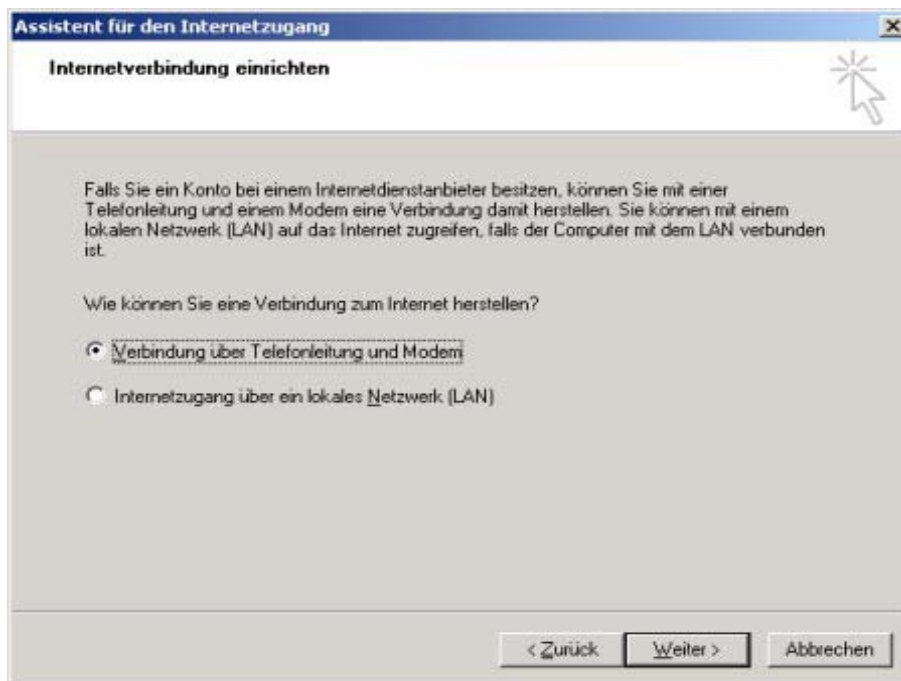 Assistent für den Internetzugang
Internetverbindung einrichten
Falls Sie ein Konto bei einem Internetdienstanbieter besitzen, können Sie mit einer
Telefonleitung und einem Modem eine Verbindung damit herstellen. Sie können mit einem
lokalen Netzwerk (LAN) auf das Internet zugreifen, falls der Computer mit dem LAN verbunden
ist.
Wie können Sie eine Verbindung zum Internet herstellen?
Verbindung über Telefonleitung und Modem
Internetzugang über ein lokales Netzwerk (LAN)
< Zurück Weiter > Abbrechen